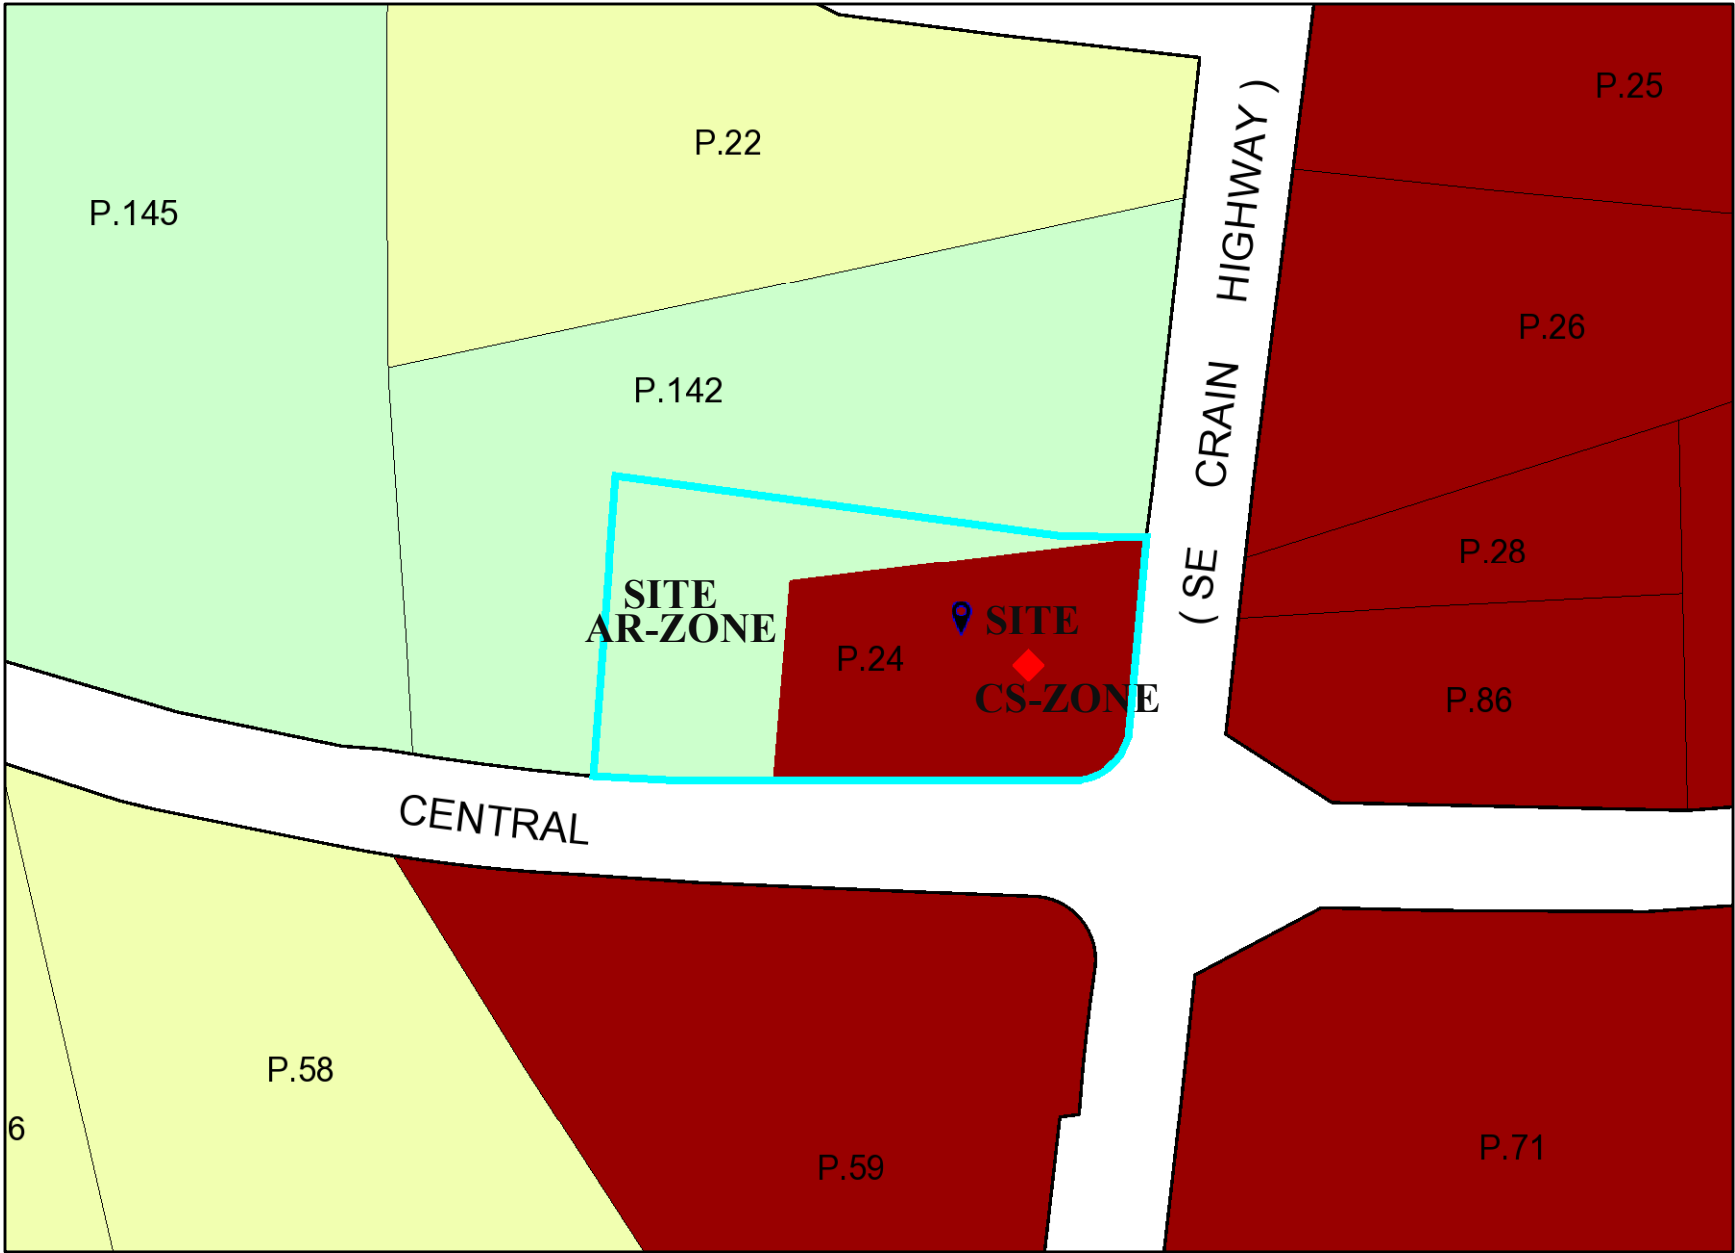 P.25
P.22
P.145
( SE CRAIN HIGHWAY )
P.26
P.142
P.28
SITE
AR-ZONE
SITE
P.24
CS-ZONE
P.86
CENTRAL
P.58
6
P.59
P.71